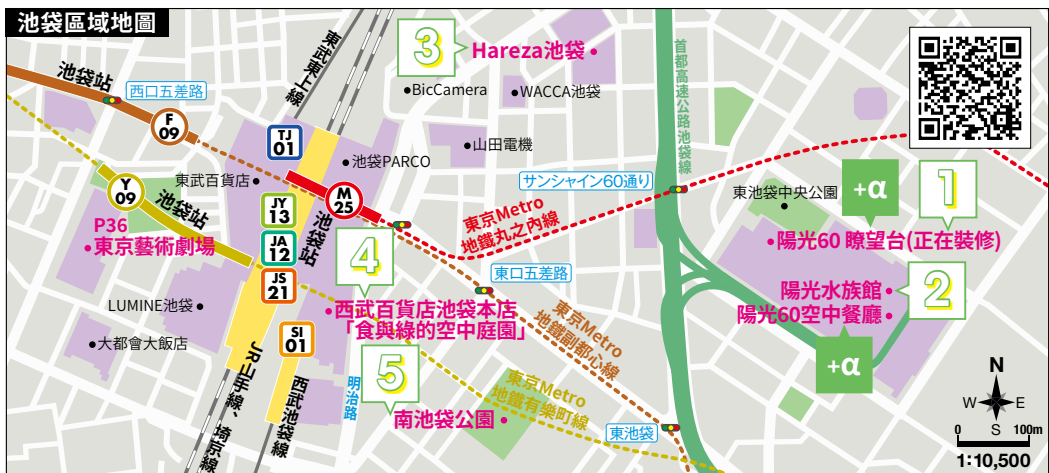 池袋區域地圖
3
Hareza池袋
BicCamera
WACCA池袋
東武東上線
首都高速公路池袋線
池袋站
西口五差路
F
09
TJ
01
池袋PARCO
山田電機
東武百貨店
M
25
サンシャイン60通り
東池袋中央公園
+α
1
Y
09
池袋站
P36
東京藝術劇場
JY
13
JA
12
JS
21
池袋站
東京Metro
地鐵丸之內線
陽光60 瞭望台(正在裝修)
4
東口五差路
陽光水族館
2
陽光60空中餐廳
LUMINE池袋
西武百貨店池袋本店
「食與綠的空中庭園」
大都會大飯店
SI
01
東京Metro
地鐵副都心線
+α
5
JR山手線、埼京線
西武池袋線
明治路
東京Metro
地鐵有樂町線
南池袋公園
東池袋
N
W
E
S
0
100m
1:10,500